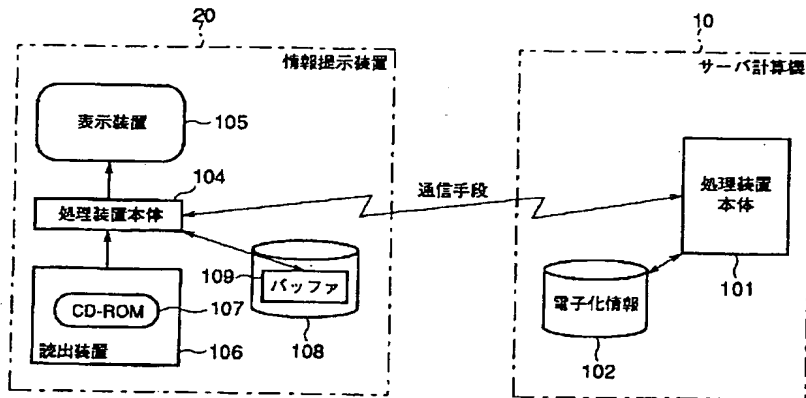 20
情報提示装置
表示装置
105
104
処理装置本体
109
バッファ
108
CD-ROM
107
読出装置
106
通信手段
10
サーバ計算機
処理装置
本体
101
電子化情報
102